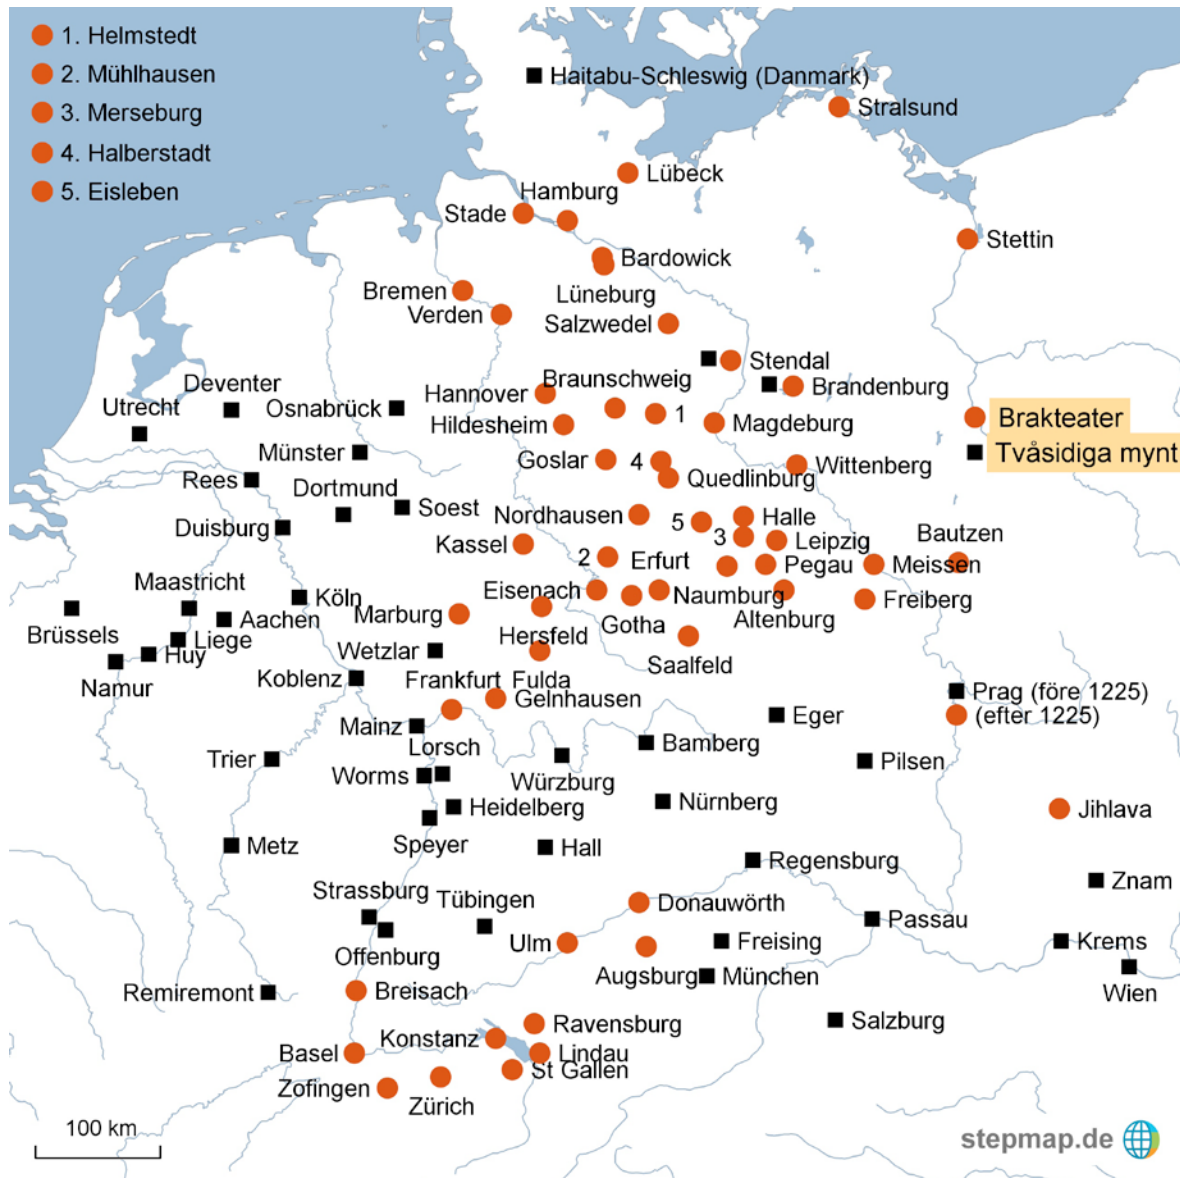 1. Helmstedt
2. Mühlhausen
3. Merseburg
4. Halberstadt
5. Eisleben
Haitabu-Schleswig (Danmark)
Stralsund
Lübeck
Hamburg
Stade
Stettin
Bardowick
Bremen
Lüneburg
Verden
Salzwedel
Stendal
Deventer
Braunschweig
Brandenburg
Hannover
Utrecht
Osnabrück
1
Brakteater
Hildesheim
Magdeburg
Münster
Goslar
4
Wittenberg
Tvåsidiga mynt
Rees
Quedlinburg
Dortmund
Soest
Nordhausen
5
Halle
Duisburg
3
Bautzen
Kassel
Leipzig
2
Erfurt
Pegau
Meissen
Maastricht
Eisenach
Köln
Naumburg
Freiberg
Marburg
Aachen
Altenburg
Brüssels
Gotha
Liege
Hersfeld
Huy
Wetzlar
Saalfeld
Namur
Koblenz
Frankfurt
Fulda
Prag (före 1225)
Gelnhausen
(efter 1225)
Eger
Mainz
Bamberg
Lorsch
Trier
Pilsen
Worms
Würzburg
Nürnberg
Heidelberg
Jihlava
Metz
Speyer
Hall
Regensburg
Znam
Strassburg
Tübingen
Donauwörth
Passau
Ulm
Freising
Krems
Offenburg
Augsburg
München
Breisach
Remiremont
Wien
Ravensburg
Salzburg
Konstanz
Basel
Lindau
St Gallen
Zofingen
Zürich
100 km
stepmap.de